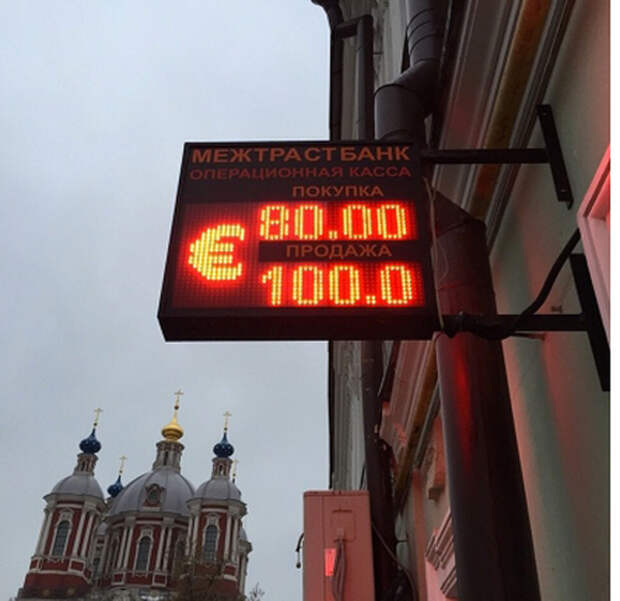 МЕЖТРАСТБАНК
ОПЕРАЦИОННАЯ КАССА
ПОКУПКА
€ 80.00
ПРОДАЖА
100.0